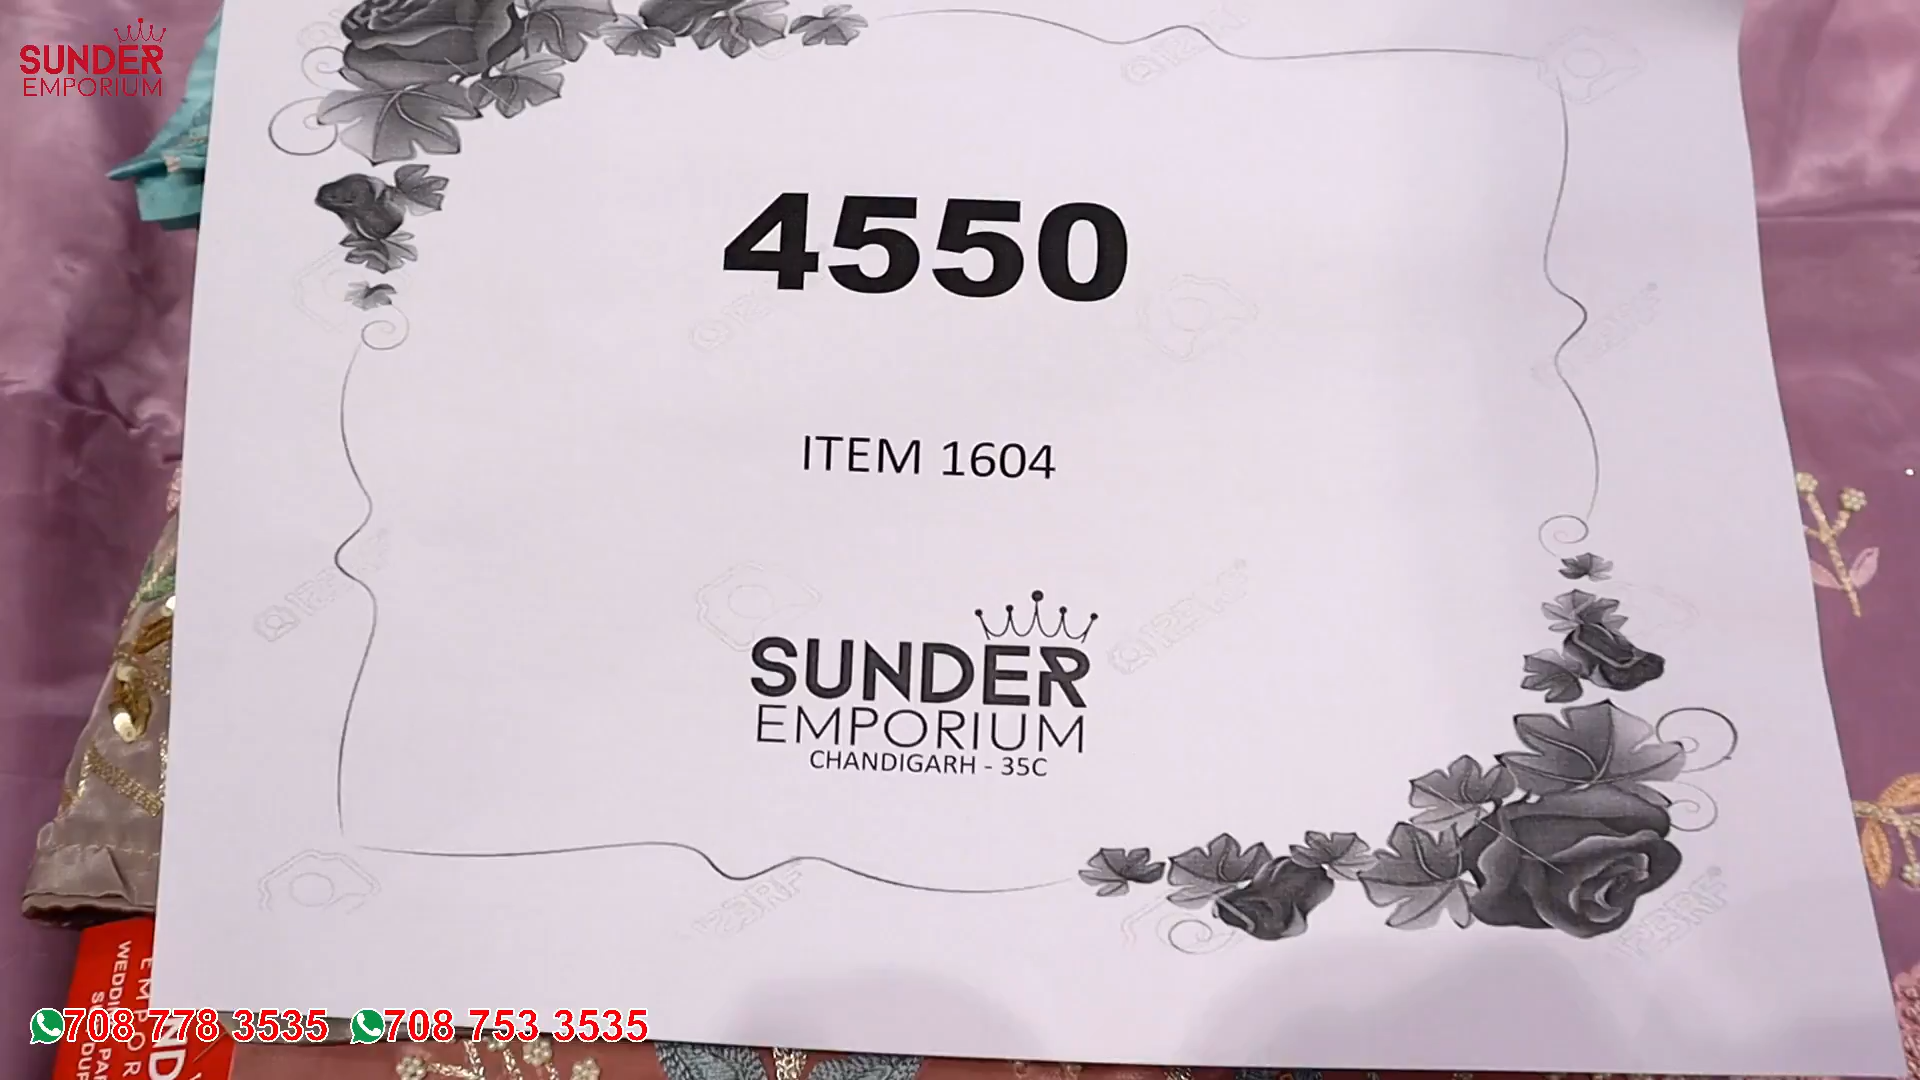 SUNDER
EMPORIUM
4550
ITEM 1604
SUNDER
EMPORIUM
CHANDIGARH - 35C
708 778 3535 708 753 3535